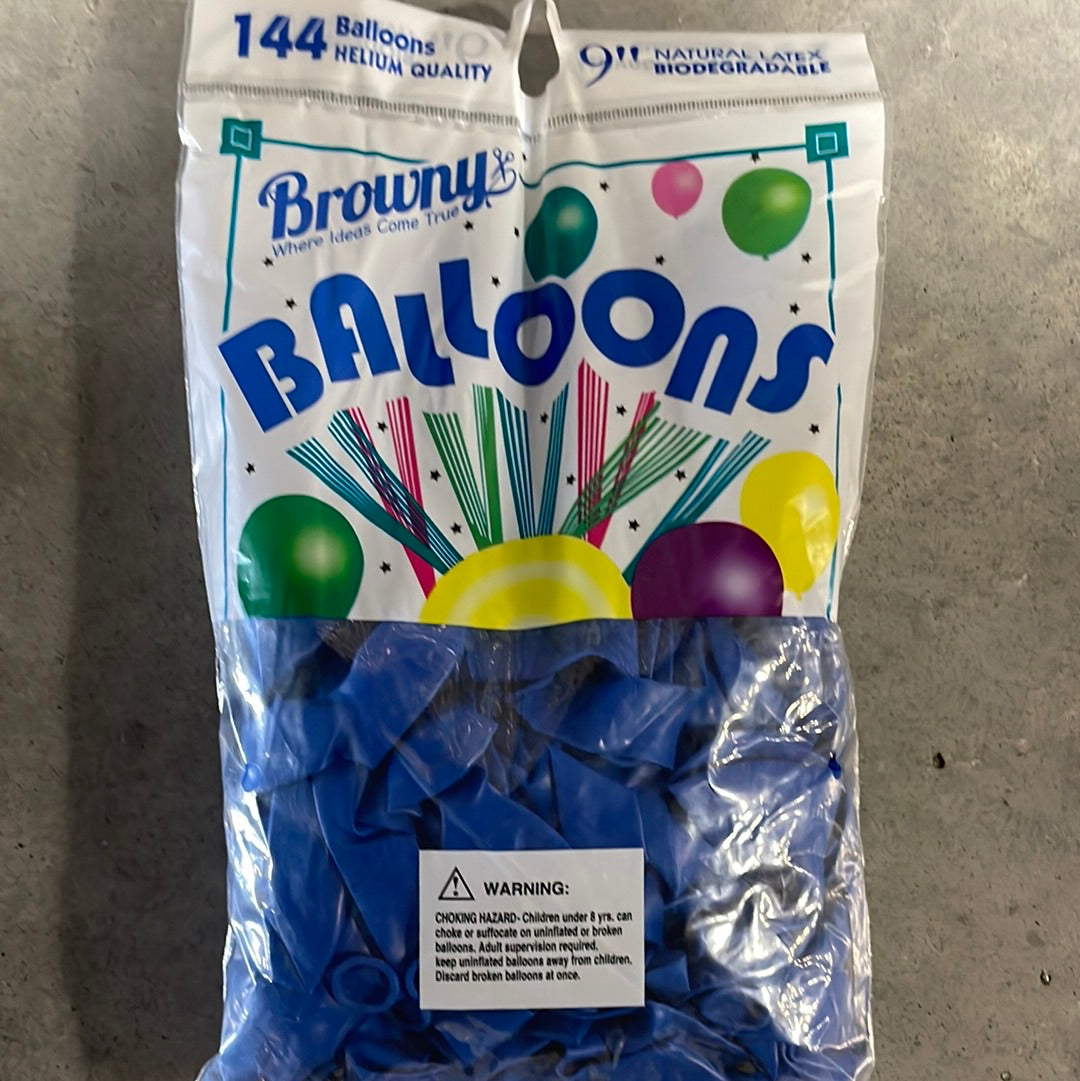 144 Balloons
HELIUM QUALITY
9" NATURAL LATEX
BIODEGRADABLE
Browny
Where Ideas Come True
BALLOONS
WARNING:
CHOKING HAZARD- Children under 8 yrs. can
choke or suffocate on uninflated or broken
balloons. Adult supervision required.
keep uninflated balloons away from children.
Discard broken balloons at once.